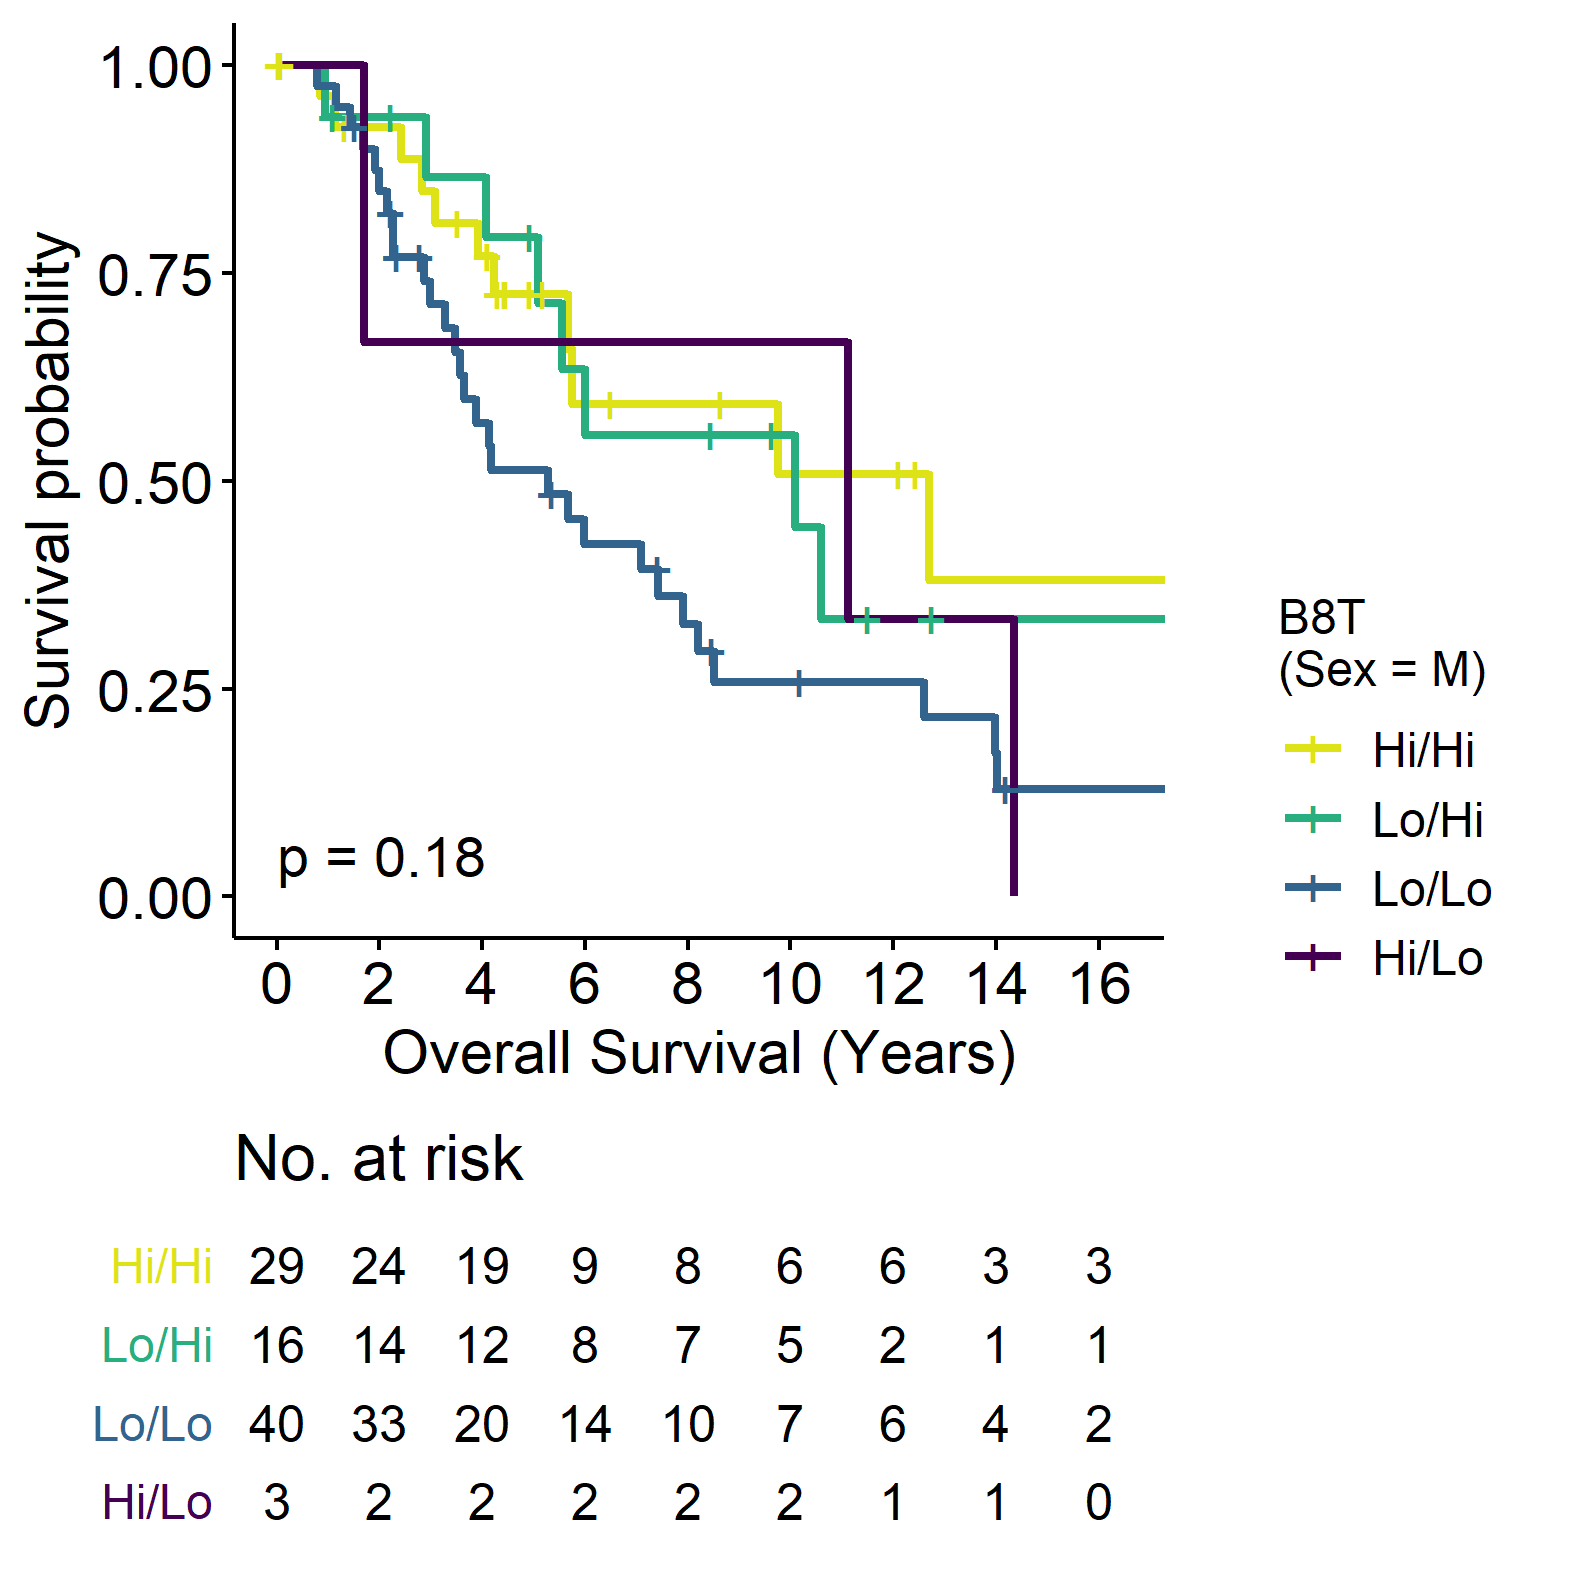 1.00
0.75
0.50
0.25
0.00
Survival probability
p = 0.18
0 2 4 6 8 10 12 14 16
Overall Survival (Years)
B8T
(Sex = M)
Hi/Hi
Lo/Hi
Lo/Lo
Hi/Lo
No. at risk
Hi/Hi 29 24 19 9 8 6 6 3 3
Lo/Hi 16 14 12 8 7 5 2 1 1
Lo/Lo 40 33 20 14 10 7 6 4 2
Hi/Lo 3 2 2 2 2 2 1 1 0